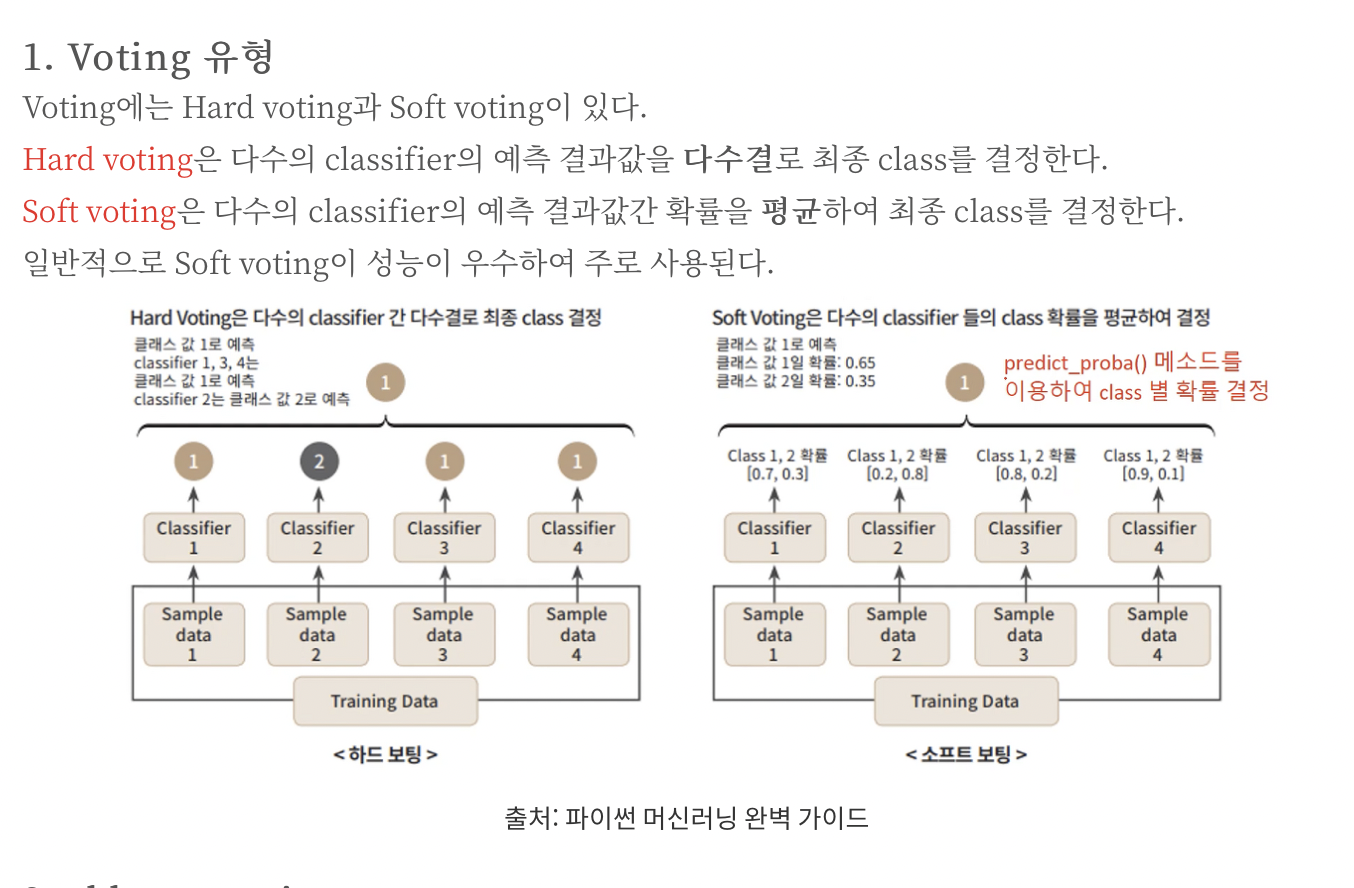 1. Voting 유형
Voting에는 Hard voting과 Soft voting이 있다.
Hard voting은 다수의 classifier의 예측 결과값을 다수결로 최종 class를 결정한다.
Soft voting은 다수의 classifier의 예측 결과값간 확률을 평균하여 최종 class를 결정한다.
일반적으로 Soft voting이 성능이 우수하여 주로 사용된다.
Hard Voting은 다수의 classifier 간 다수결로 최종 class 결정
클래스 값 1로 예측
classifier 1, 3, 4는
클래스 값 1로 예측
classifier 2는 클래스 값 2로 예측
1
1
2
1
1
Classifier
1
Classifier
2
Classifier
3
Classifier
4
Sample
data
1
Sample
data
2
Sample
data
3
Sample
data
4
Training Data
< 하드 보팅 >
Soft Voting은 다수의 classifier 들의 class 확률을 평균하여 결정
클래스 값 1로 예측
클래스 값 1일 확률: 0.65
클래스 값 2일 확률: 0.35
1
predict_proba() 메소드를
이용하여 class 별 확률 결정
Class 1, 2 확률
[0.7, 0.3]
Class 1, 2 확률
[0.2, 0.8]
Class 1, 2 확률
[0.8, 0.2]
Class 1, 2 확률
[0.9, 0.1]
Classifier
1
Classifier
2
Classifier
3
Classifier
4
Sample
data
1
Sample
data
2
Sample
data
3
Sample
data
4
Training Data
< 소프트 보팅 >
출처: 파이썬 머신러닝 완벽 가이드